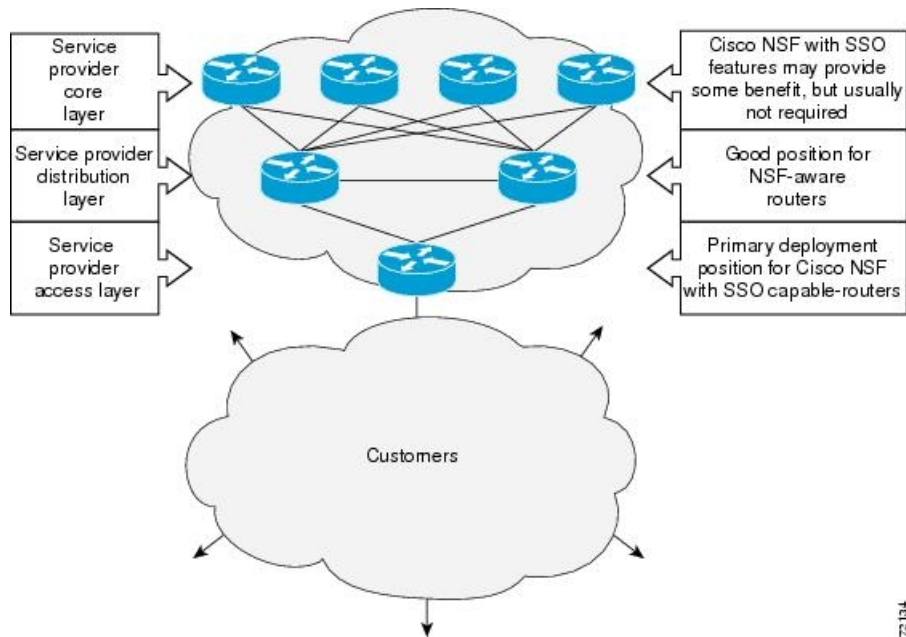 Service
provider
core
layer
Cisco NSF with SSO
features may provide
some benefit, but usually
not required
Service provider
distribution
layer
Good position for
NSF-aware
routers
Service
provider
access layer
Primary deployment
position for Cisco NSF
with SSO capable-routers
Customers
72134